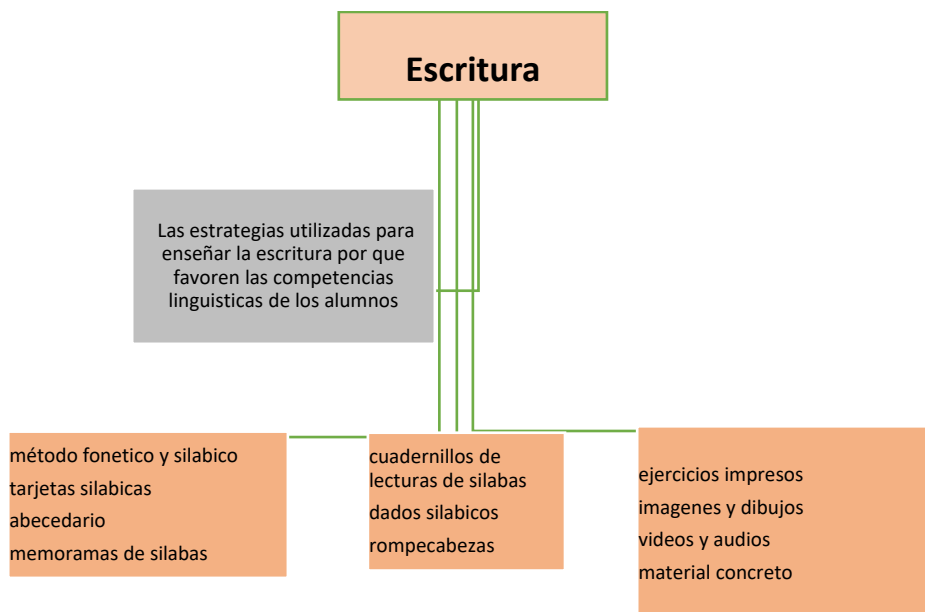 Escritura
Las estrategias utilizadas para
enseñar la escritura por que
favoren las competencias
linguisticas de los alumnos
método fonetico y silabico
tarjetas silabicas
abecedario
memoramas de silabas
cuadernillos de
lecturas de silabas
dados silabicos
rompecabezas
ejercicios impresos
imagenes y dibujos
videos y audios
material concreto